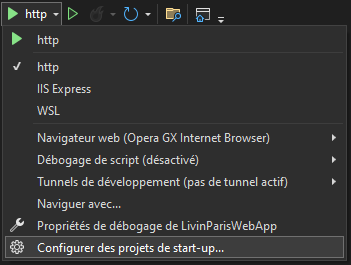 http
http
http
IIS Express
WSL
Navigateur web (Opera GX Internet Browser)
Débogage de script (désactivé)
Tunnels de développement (pas de tunnel actif)
Naviguer avec...
Propriétés de débogage de LivinParisWebApp
Configurer des projets de start-up...